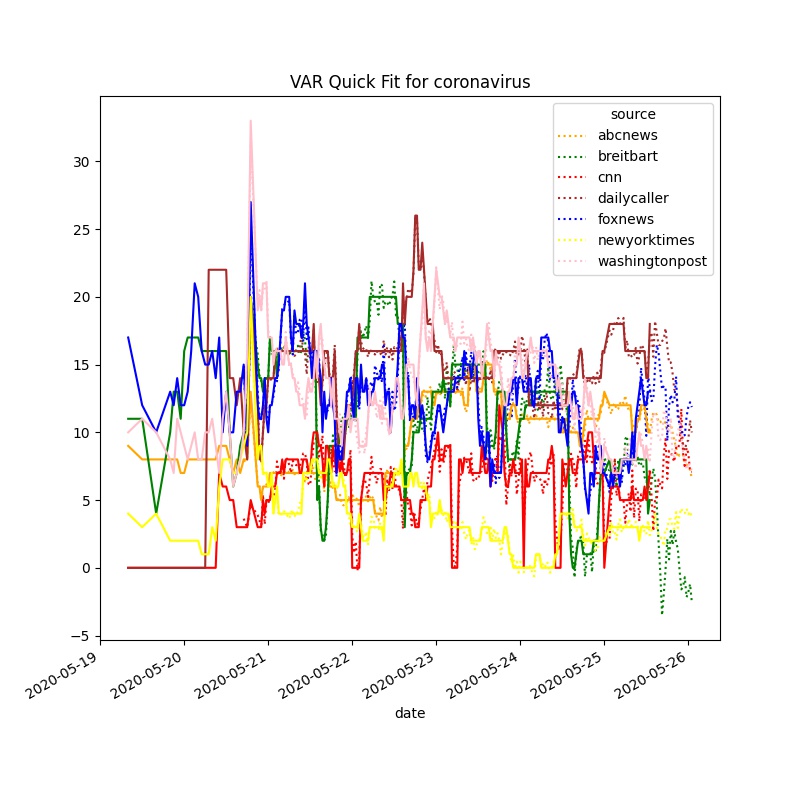 VAR Quick Fit for coronavirus
source
abcnews
breitbart
cnn
dailycaller
foxnews
newyorktimes
washingtonpost
30
25
20
15
10
5
0
−5
2020-05-19
2020-05-20
2020-05-21
2020-05-22
2020-05-23
2020-05-24
2020-05-25
2020-05-26
date